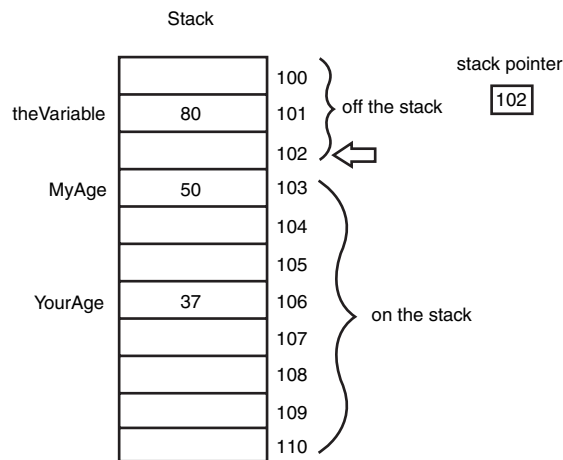 Stack
stack pointer
102
100
theVariable 80 101
off the stack
102
MyAge 50 103
104
105
YourAge 37 106
on the stack
107
108
109
110